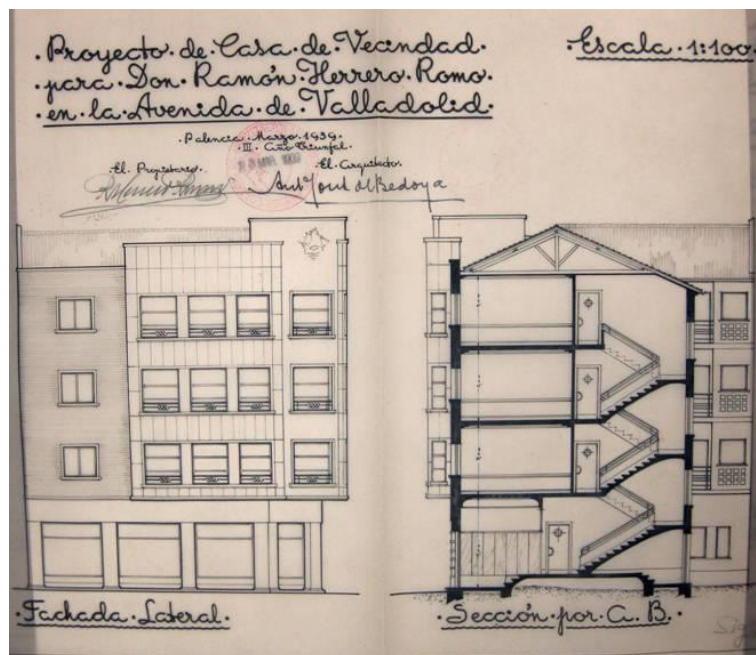 .Proyecto.de.Casa.de.Vecindad.
.para.Don.Ramón.Herrero.Romo.
.en.la.Avenida.de.Valladolid.
.Escala.1:100
.Palencia.Marzo.1939.
.III.Año Triunfal.
.El.Propietario.
.El.Arquitecto.
.Fachada.Lateral.
.Sección.por.A.B.